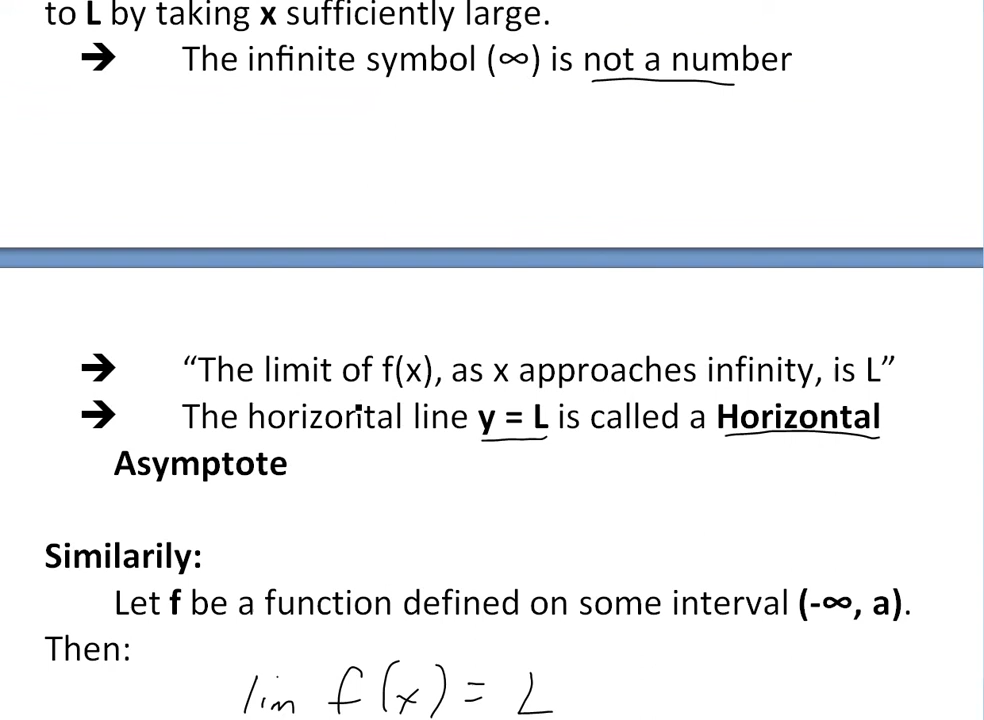 to L by taking x sufficiently large.
➔ The infinite symbol (∞) is not a number
➔ “The limit of f(x), as x approaches infinity, is L”
➔ The horizontal line y = L is called a Horizontal
Asymptote
Similarily:
Let f be a function defined on some interval (-∞, a).
Then:
lim f(x) = L